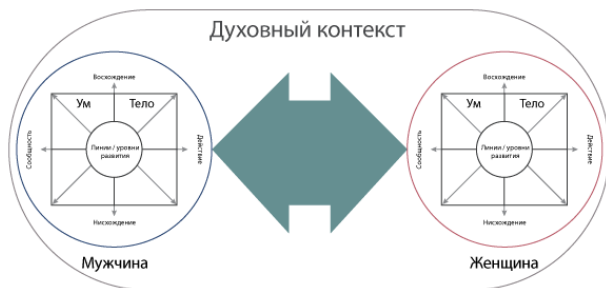 Духовный контекст
Восхождение
Ум
Тело
Сообщность
Линии / уровни
развития
Действие
Нисхождение
Мужчина
Восхождение
Ум
Тело
Сообщность
Линии / уровни
развития
Действие
Нисхождение
Женщина